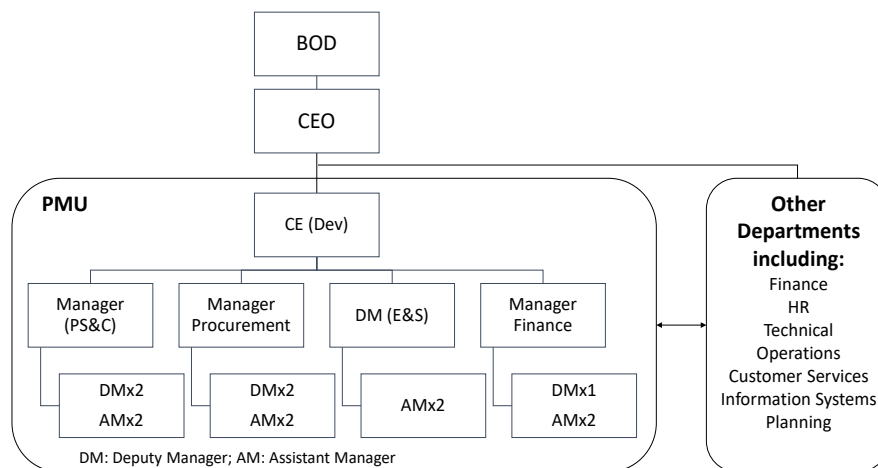 BOD
CEO
PMU
CE (Dev)
Manager
(PS&C)
Manager
Procurement
DM (E&S)
Manager
Finance
DMx2
AMx2
DMx2
AMx2
AMx2
DMx1
AMx2
DM: Deputy Manager; AM: Assistant Manager
Other
Departments
including:
Finance
HR
Technical
Operations
Customer Services
Information Systems
Planning